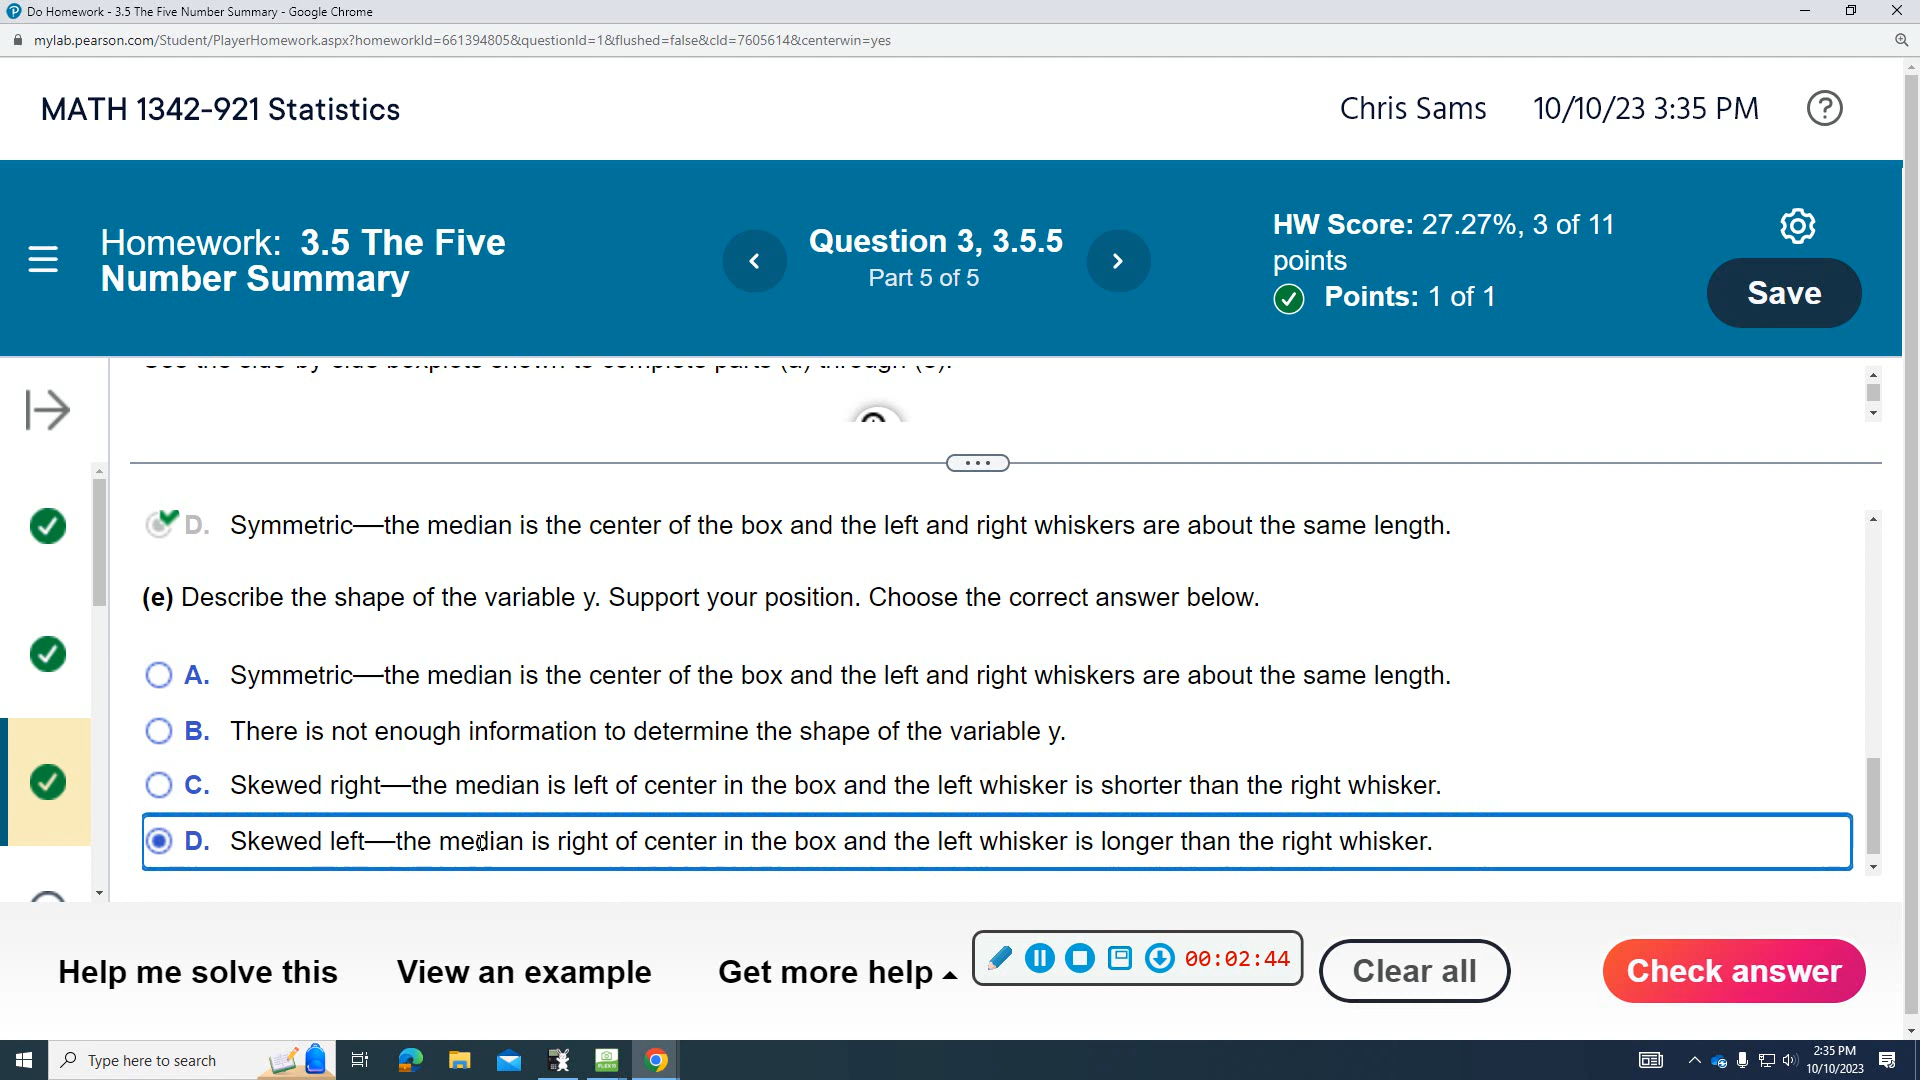 Do Homework - 3.5 The Five Number Summary - Google Chrome
mylab.pearson.com/Student/PlayerHomework.aspx?homeworkId=661394805&questionId=1&flushed=false&cId=7605614&centerwin=yes
MATH 1342-921 Statistics
Chris Sams 10/10/23 3:35 PM
Homework: 3.5 The Five
Number Summary
Question 3, 3.5.5
Part 5 of 5
HW Score: 27.27%, 3 of 11
points
Points: 1 of 1
Save
D. Symmetric—the median is the center of the box and the left and right whiskers are about the same length.
(e) Describe the shape of the variable y. Support your position. Choose the correct answer below.
A. Symmetric—the median is the center of the box and the left and right whiskers are about the same length.
B. There is not enough information to determine the shape of the variable y.
C. Skewed right—the median is left of center in the box and the left whisker is shorter than the right whisker.
D. Skewed left—the median is right of center in the box and the left whisker is longer than the right whisker.
Help me solve this
View an example
Get more help
00:02:44
Clear all
Check answer
Type here to search
2:35 PM
10/10/2023